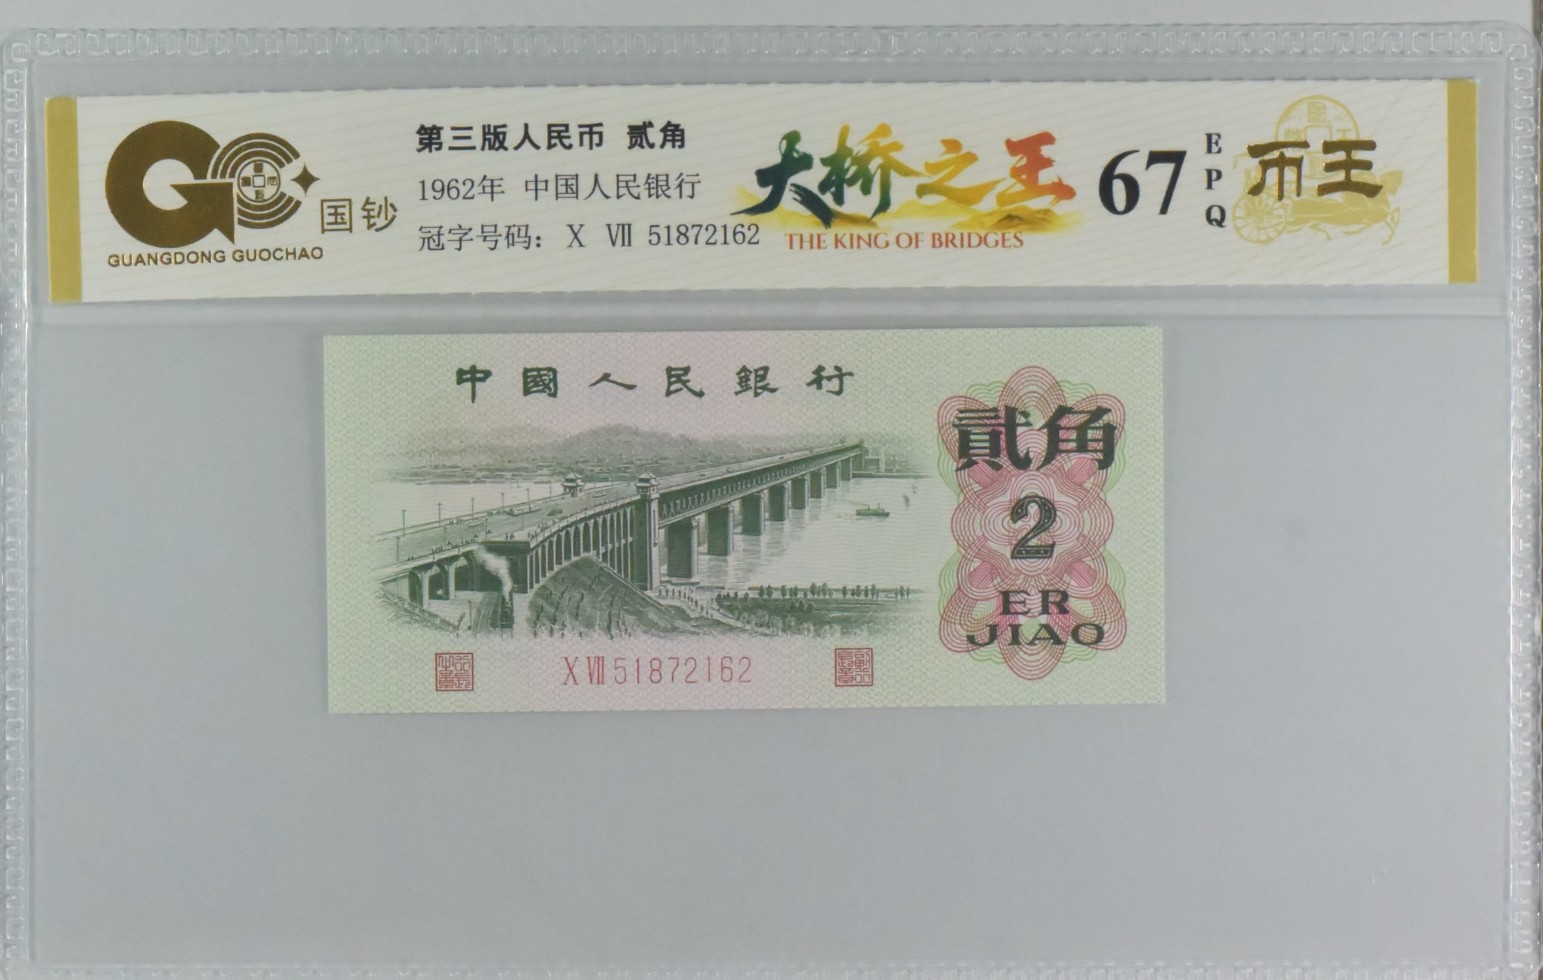 国钞
GUANGDONG GUOCHAO
第三版人民币 贰角
1962年 中国人民银行
冠字号码: X Ⅶ 51872162
大桥之王
THE KING OF BRIDGES
67
EPQ
币王
中國人民銀行
貳角
2
ER
JIAO
X Ⅶ 51872162